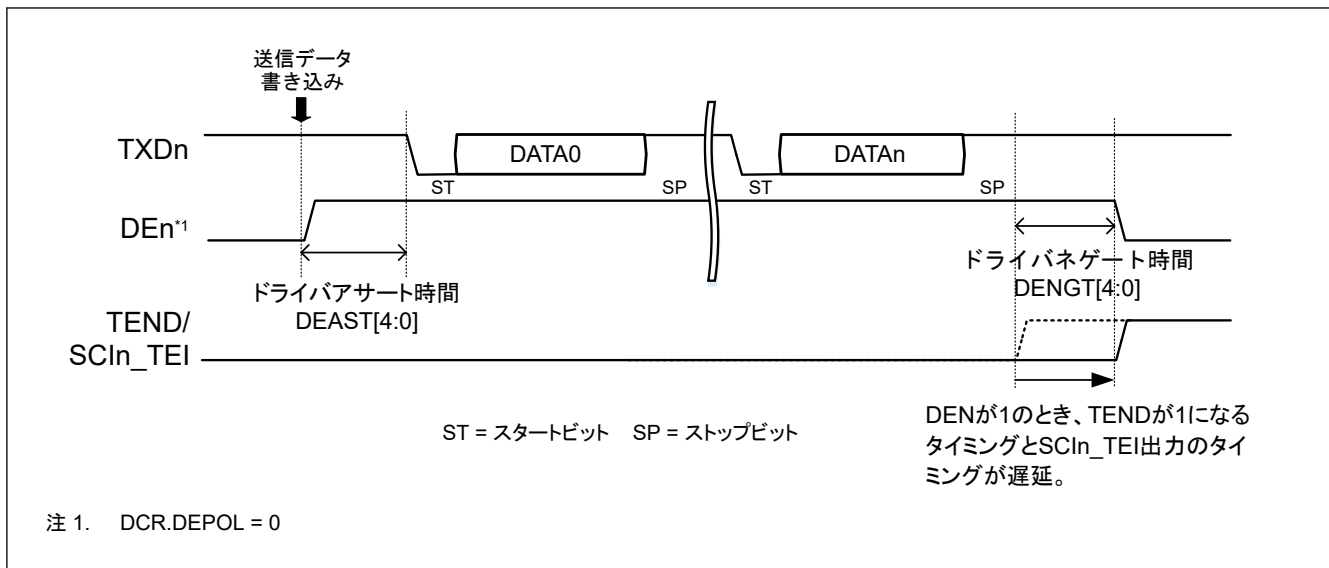 送信データ
書き込み
TXDn
DATA0
DATAn
ST
SP
ST
SP
DEn*1
ドライバアサート時間
DEAST[4:0]
ドライバネゲート時間
DENGT[4:0]
TEND/
SCIn_TEI
DENが1のとき、TENDが1になる
タイミングとSCIn_TEI出力のタイ
ミングが遅延。
ST = スタートビット SP = ストップビット
注 1. DCR.DEPOL = 0